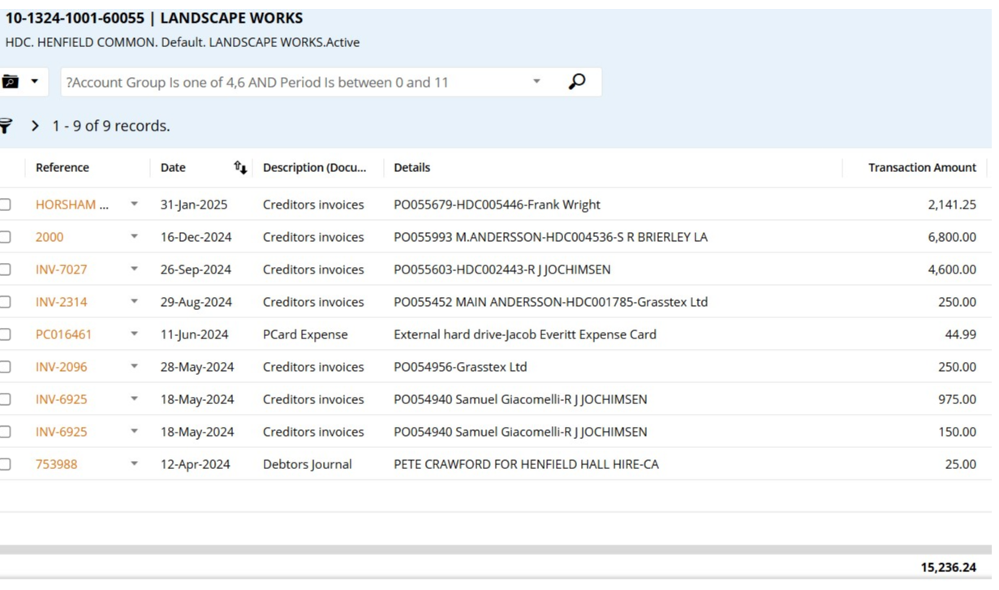 10-1324-1001-60055 | LANDSCAPE WORKS
HDC. HENFIELD COMMON. Default. LANDSCAPE WORKS.Active
?Account Group Is one of 4,6 AND Period Is between 0 and 11
1 - 9 of 9 records.
Reference Date Description (Docu... Details Transaction Amount
HORSHAM ... 31-Jan-2025 Creditors invoices PO055679-HDC005446-Frank Wright 2,141.25
2000 16-Dec-2024 Creditors invoices PO055993 M.ANDERSSON-HDC004536-S R BRIERLEY LA 6,800.00
INV-7027 26-Sep-2024 Creditors invoices PO055603-HDC002443-R J JOCHIMSEN 4,600.00
INV-2314 29-Aug-2024 Creditors invoices PO055452 MAIN ANDERSSON-HDC001785-Grasstex Ltd 250.00
PC016461 11-Jun-2024 PCard Expense External hard drive-Jacob Everitt Expense Card 44.99
INV-2096 28-May-2024 Creditors invoices PO054956-Grasstex Ltd 250.00
INV-6925 18-May-2024 Creditors invoices PO054940 Samuel Giacomelli-R J JOCHIMSEN 975.00
INV-6925 18-May-2024 Creditors invoices PO054940 Samuel Giacomelli-R J JOCHIMSEN 150.00
753988 12-Apr-2024 Debtors Journal PETE CRAWFORD FOR HENFIELD HALL HIRE-CA 25.00
15,236.24